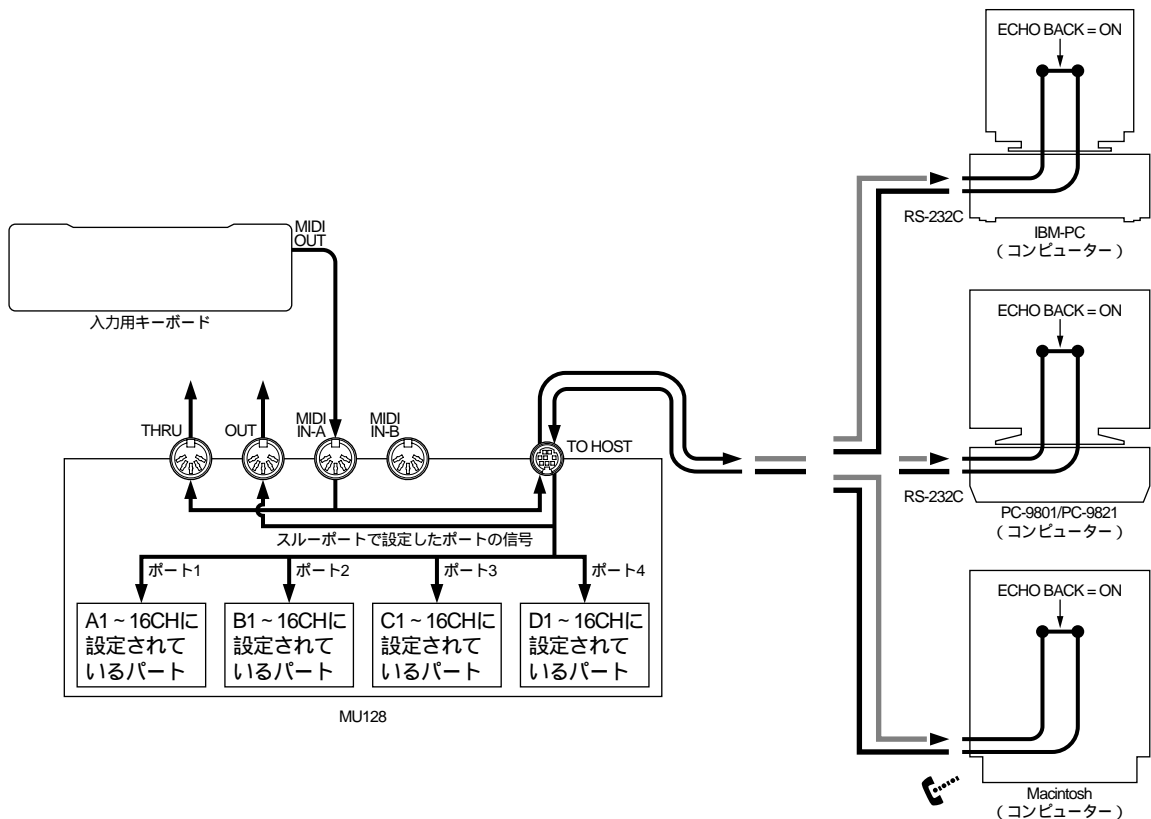 ECHO BACK = ON
RS-232C
IBM-PC
（コンピューター）
MIDI
OUT
入力用キーボード
ECHO BACK = ON
THRU
OUT
MIDI
IN-A
MIDI
IN-B
TO HOST
RS-232C
PC-9801/PC-9821
（コンピューター）
スルーポートで設定したポートの信号
ポート1
ポート2
ポート3
ポート4
A1～16CHに
設定されて
いるパート
B1～16CHに
設定されて
いるパート
C1～16CHに
設定されて
いるパート
D1～16CHに
設定されて
いるパート
MU128
ECHO BACK = ON
Macintosh
（コンピューター）